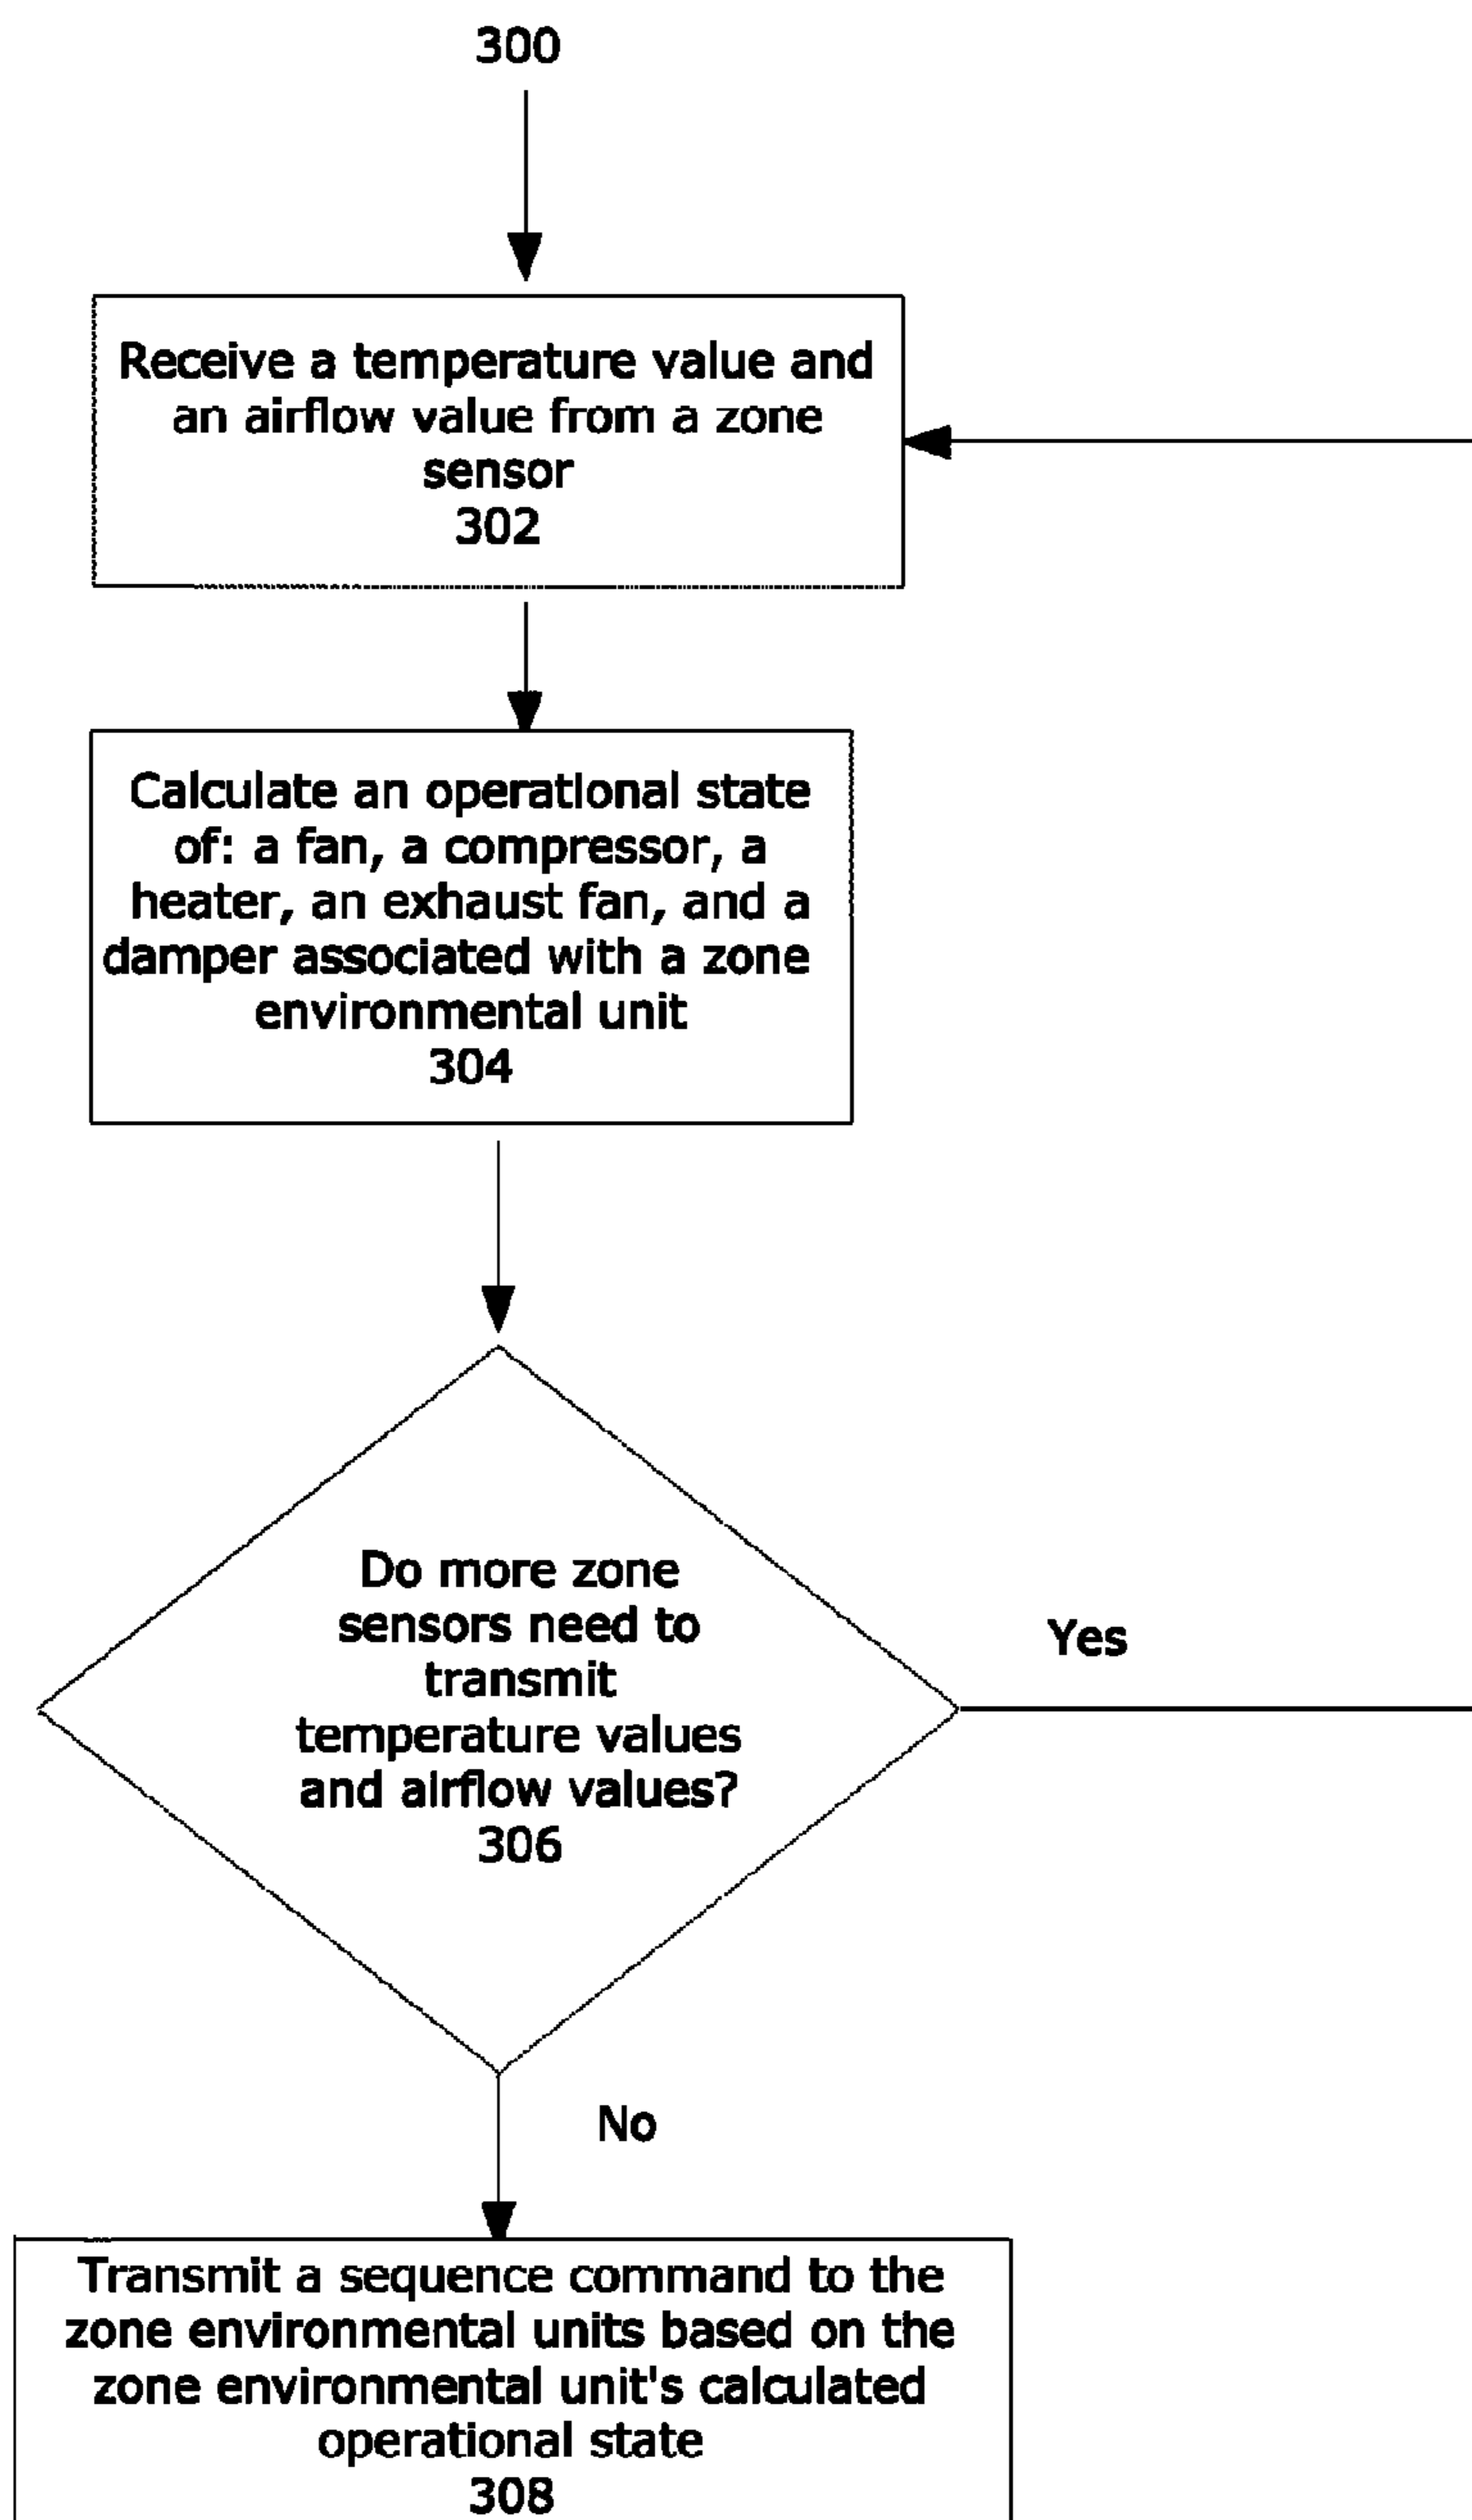 300
Receive a temperature value and
an airflow value from a zone
sensor
302
Calculate an operational state
of: a fan, a compressor, a
heater, an exhaust fan, and a
damper associated with a zone
environmental unit
304
Do more zone
sensors need to
transmit
temperature values
and airflow values?
306
Yes
No
Transmit a sequence command to the
zone environmental units based on the
zone environmental unit's calculated
operational state
308